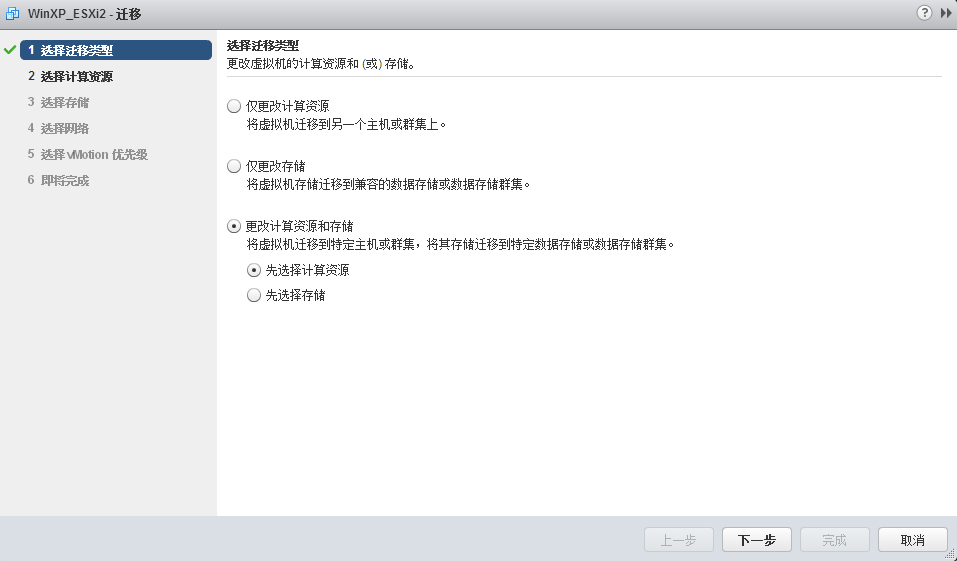 WinXP_ESXi2 - 迁移
?
1 选择迁移类型
2 选择计算资源
3 选择存储
4 选择网络
5 选择 vMotion 优先级
6 即将完成
选择迁移类型
更改虚拟机的计算资源和 (或) 存储。
仅更改计算资源
将虚拟机迁移到另一个主机或群集上。
仅更改存储
将虚拟机存储迁移到兼容的数据存储或数据存储群集。
更改计算资源和存储
将虚拟机迁移到特定主机或群集，将其存储迁移到特定数据存储或数据存储群集。
先选择计算资源
先选择存储
上一步
下一步
完成
取消